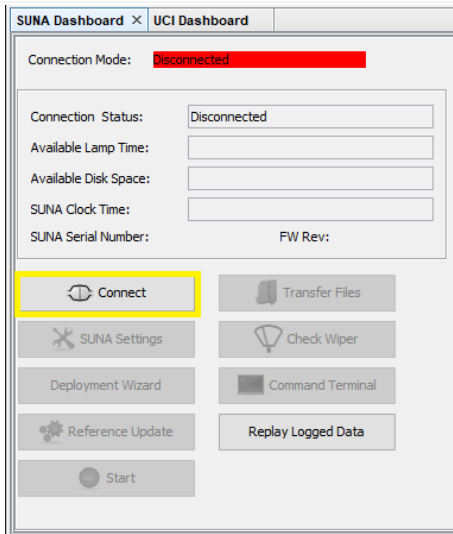 SUNA Dashboard × UCI Dashboard
Connection Mode: Disconnected
Connection Status: Disconnected
Available Lamp Time:
Available Disk Space:
SUNA Clock Time:
SUNA Serial Number: FW Rev:
Connect Transfer Files
SUNA Settings Check Wiper
Deployment Wizard Command Terminal
Reference Update Replay Logged Data
Start